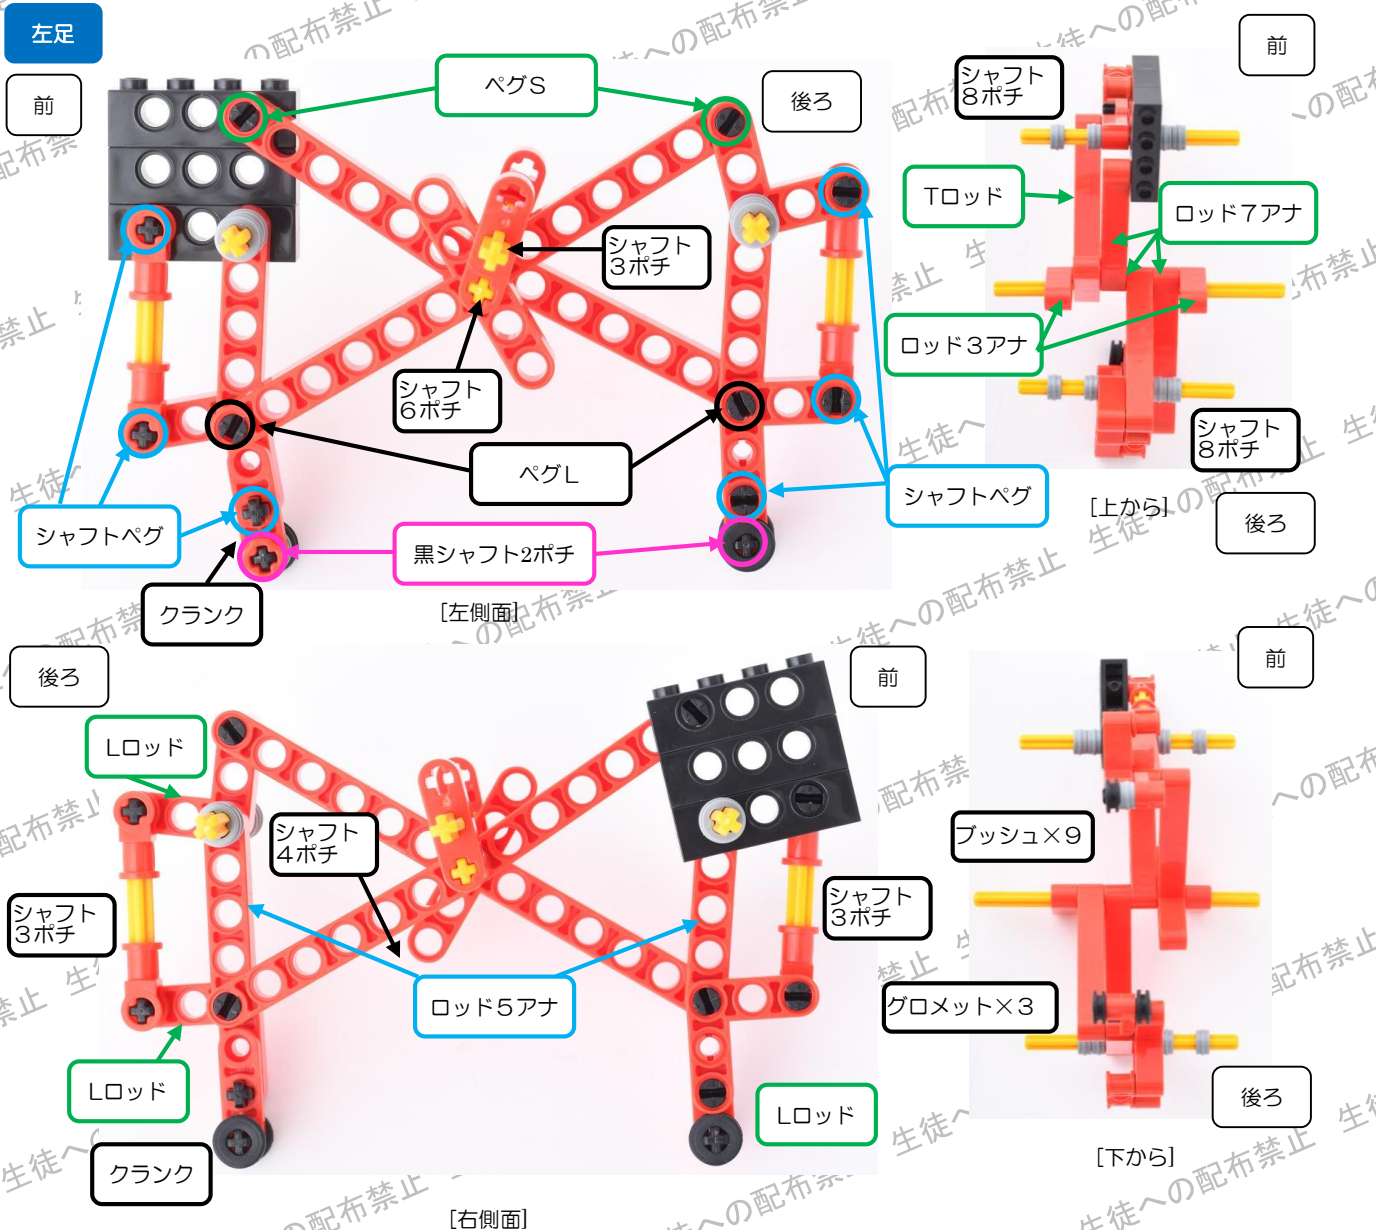 左足
前
ペグS
後ろ
シャフト
3ポチ
シャフト
6ポチ
ペグL
シャフトペグ
シャフトペグ
黒シャフト2ポチ
クランク
[左側面]
前
シャフト
8ポチ
Tロッド
ロッド7アナ
ロッド3アナ
シャフト
8ポチ
[上から]
後ろ
後ろ
前
Lロッド
シャフト
4ポチ
シャフト
3ポチ
シャフト
3ポチ
ロッド5アナ
Lロッド
Lロッド
クランク
[右側面]
前
ブッシュ×9
グロメット×3
後ろ
[下から]
生徒への配布禁止